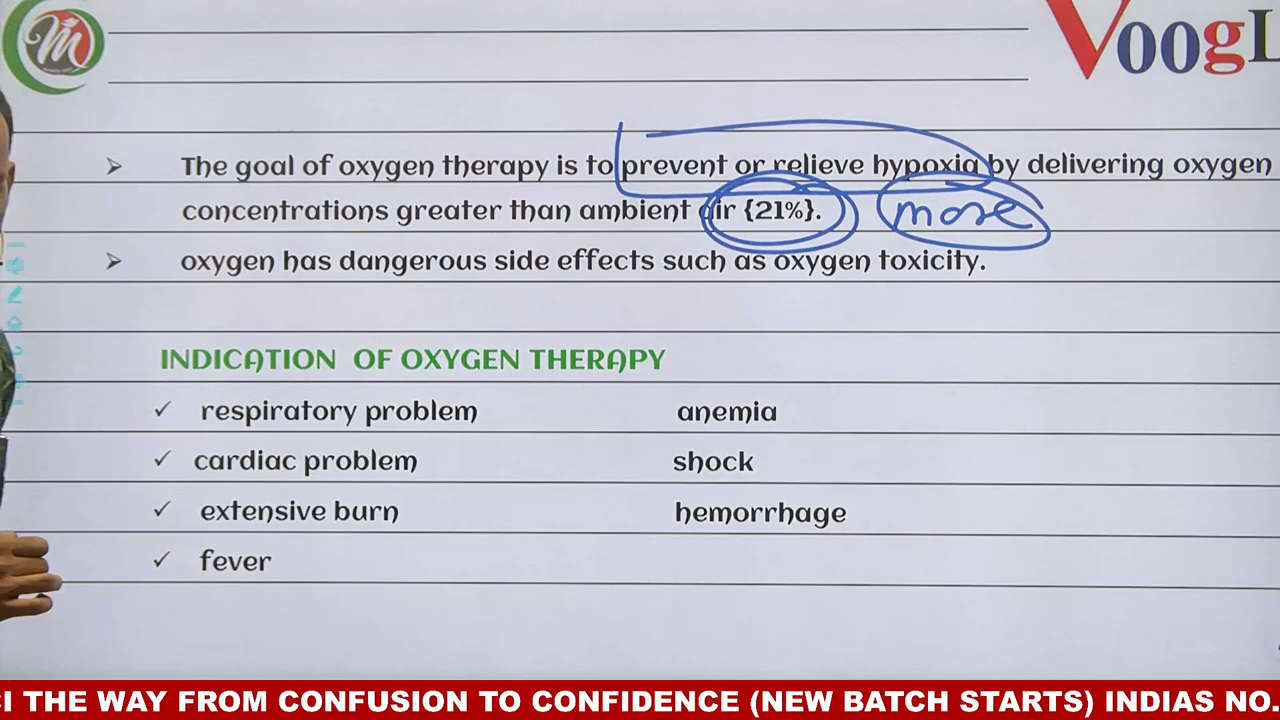 VoogL
The goal of oxygen therapy is to prevent or relieve hypoxia by delivering oxygen
concentrations greater than ambient air {21%}. more
oxygen has dangerous side effects such as oxygen toxicity.
INDICATION OF OXYGEN THERAPY
✓ respiratory problem anemia
✓ cardiac problem shock
✓ extensive burn hemorrhage
✓ fever
CI THE WAY FROM CONFUSION TO CONFIDENCE (NEW BATCH STARTS) INDIAS NO.